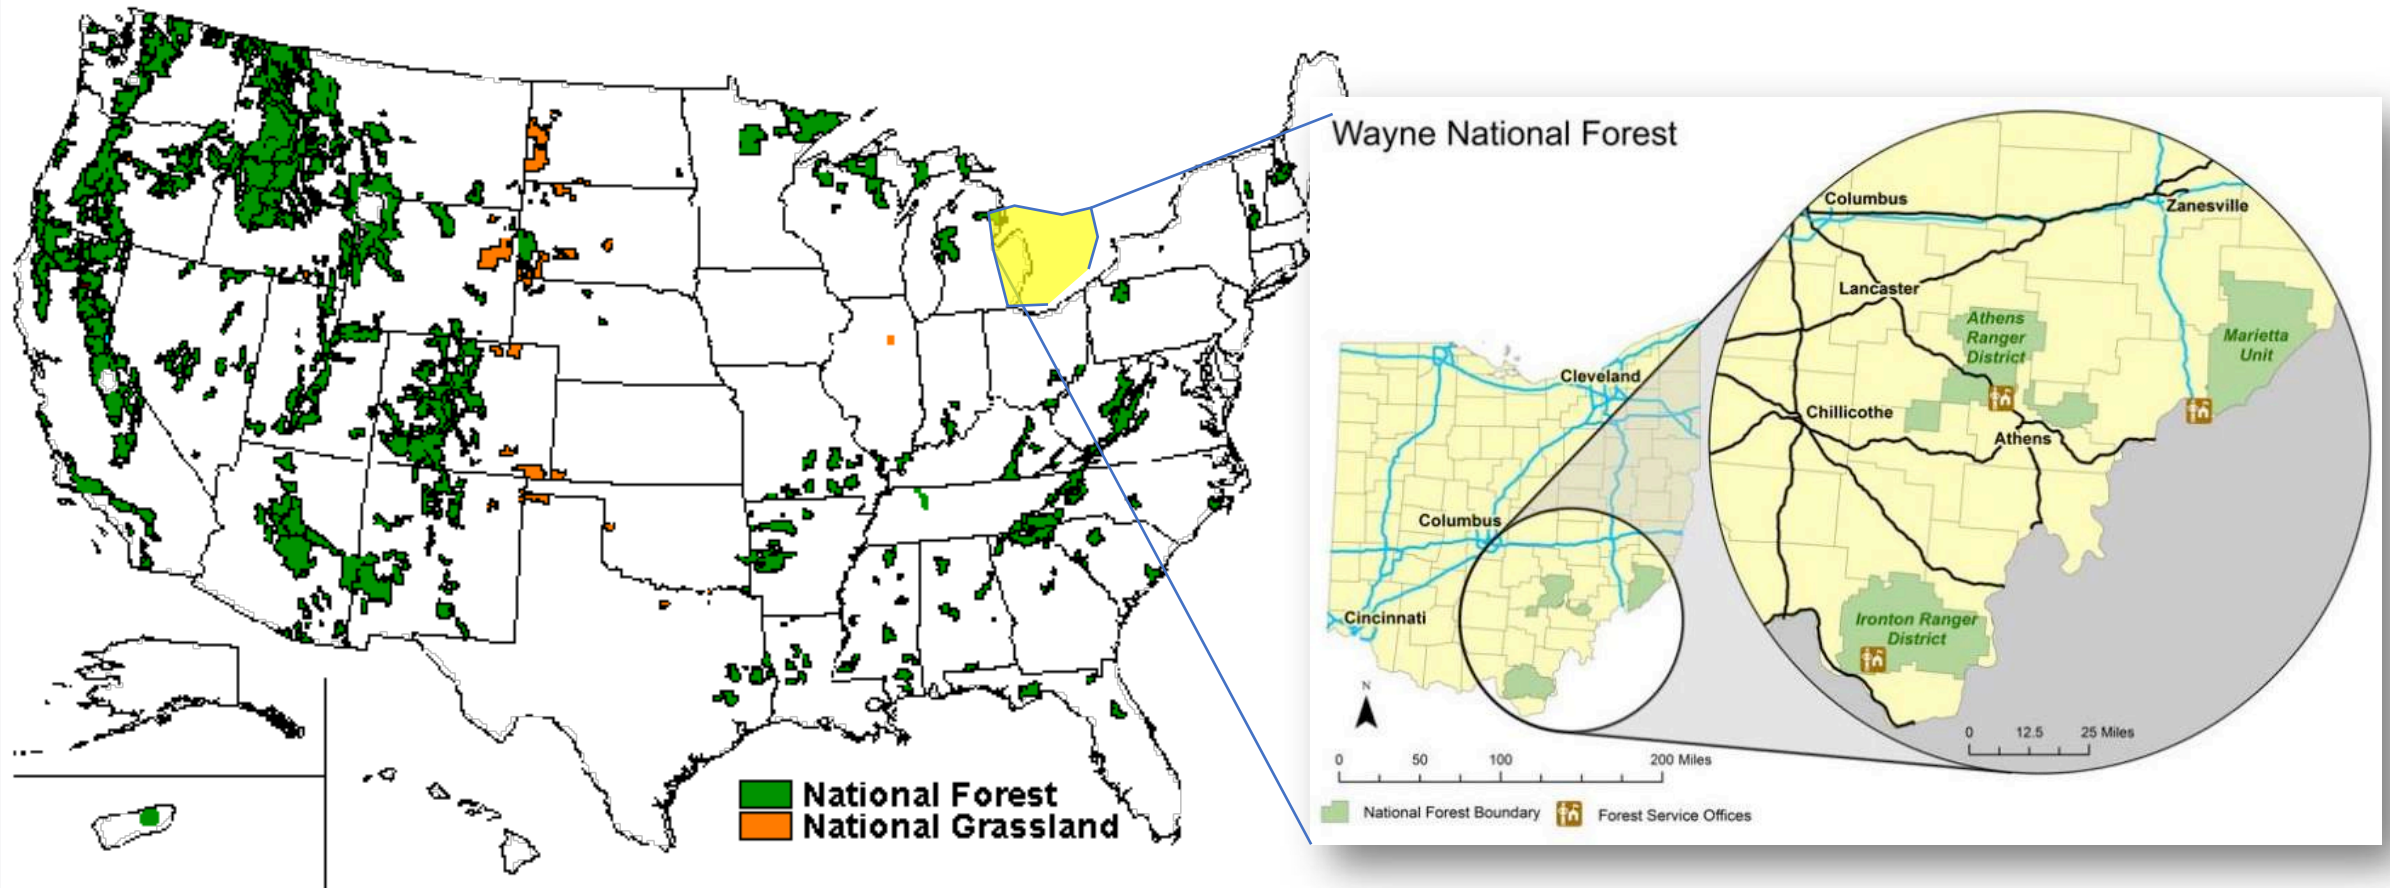 National Forest
National Grassland
Wayne National Forest
Columbus
Zanesville
Lancaster
Athens
Ranger
District
Marietta
Unit
Chillicothe
Athens
Ironton Ranger
District
0 12.5 25 Miles
Cleveland
Columbus
Cincinnati
N
0 50 100 200 Miles
National Forest Boundary
Forest Service Offices